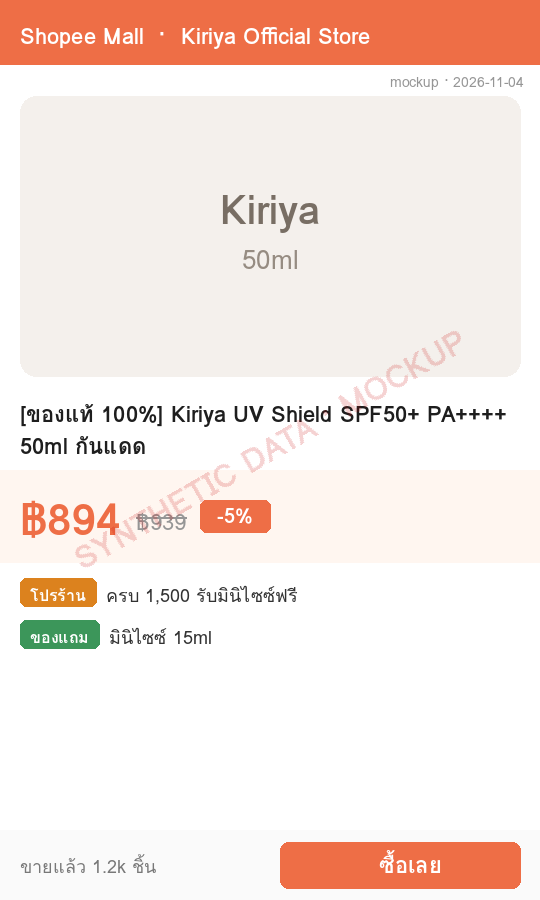 Shopee Mall · Kiriya Official Store
mockup · 2026-11-04
Kiriya
50ml
[ของแท้ 100%] Kiriya UV Shield SPF50+ PA++++
50ml กันแดด
฿894 ฿939 -5%
โปรร้าน ครบ 1,500 รับมินิไซซ์ฟรี
ของแถม มินิไซซ์ 15ml
SYNTHETIC DATA · MOCKUP
ขายแล้ว 1.2k ชิ้น
ซื้อเลย